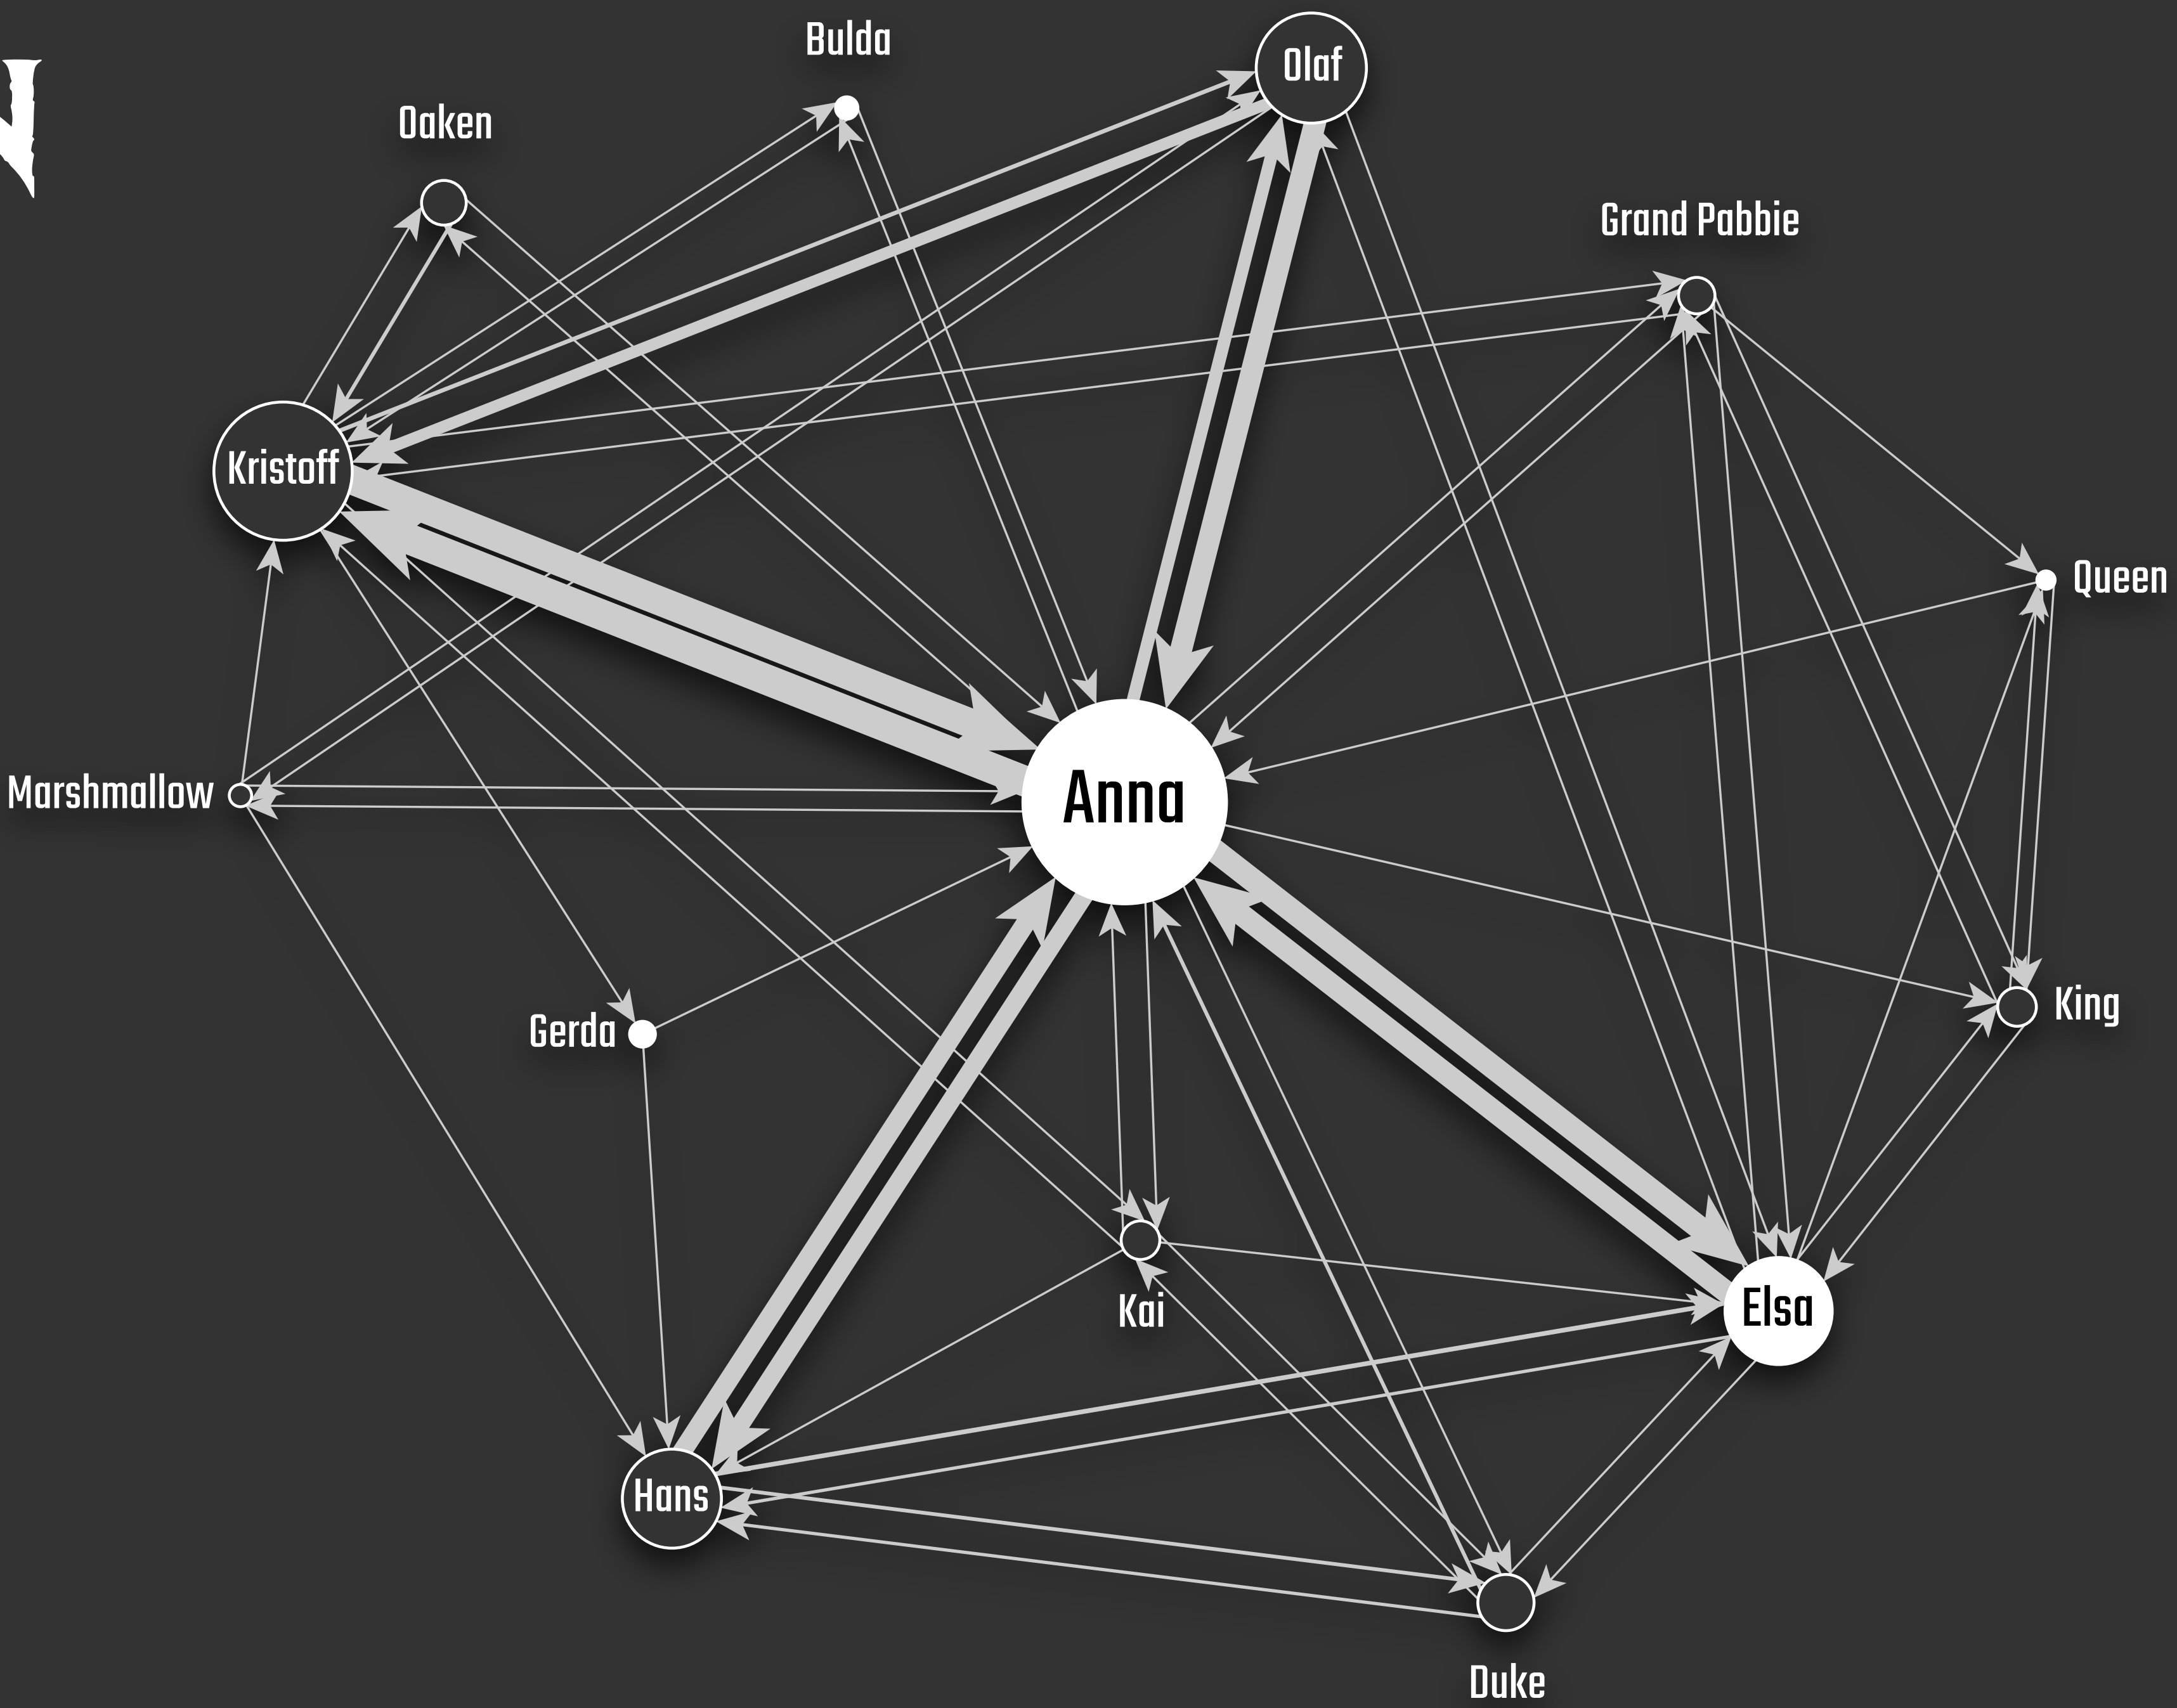 Bulda
Olaf
Oaken
Grand Pabbie
Kristoff
Queen
Marshmallow
Anna
King
Gerda
Kai
Elsa
Hans
Duke